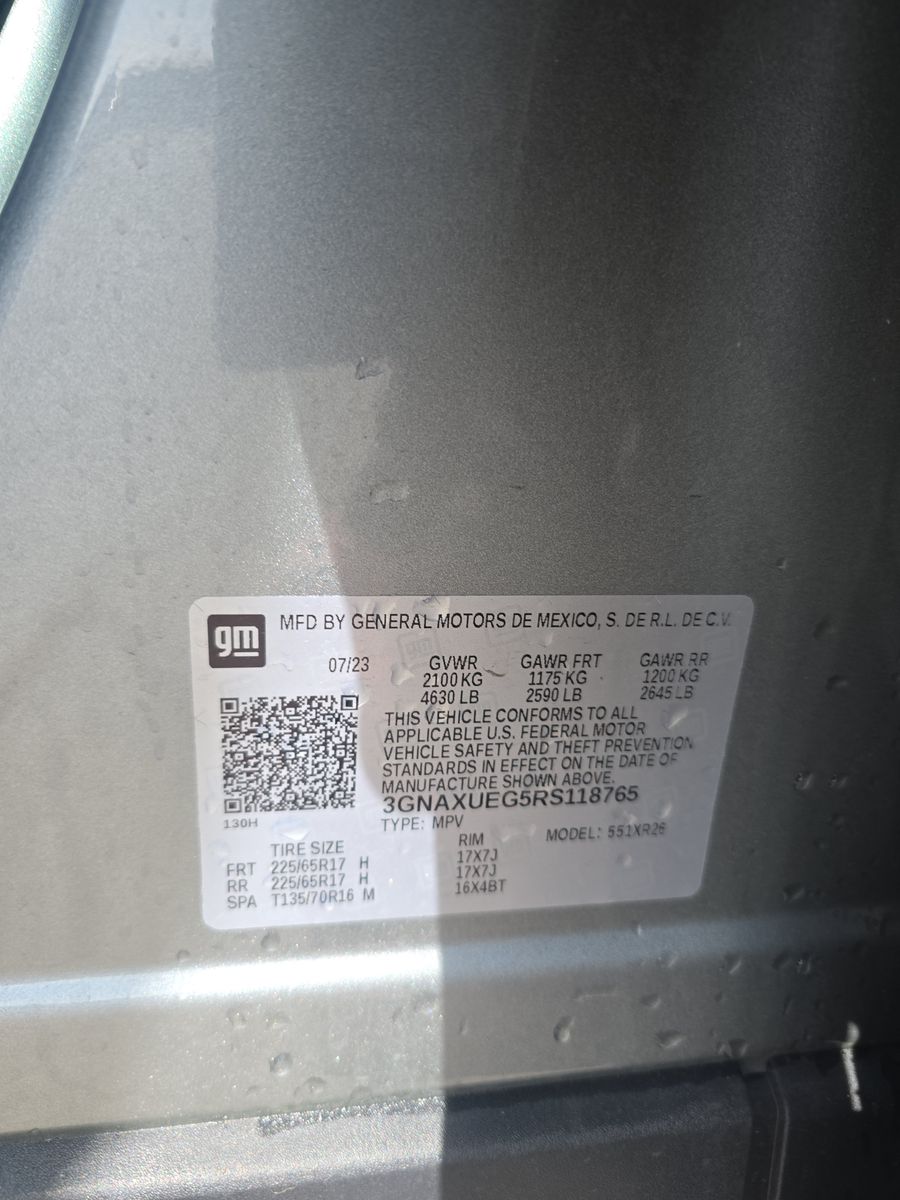 gm MFD BY GENERAL MOTORS DE MEXICO, S. DE R.L. DE C.V.
07/23 GVWR GAWR FRT GAWR RR
2100 KG 1175 KG 1200 KG
4630 LB 2590 LB 2645 LB
THIS VEHICLE CONFORMS TO ALL
APPLICABLE U.S. FEDERAL MOTOR
VEHICLE SAFETY AND THEFT PREVENTION
STANDARDS IN EFFECT ON THE DATE OF
MANUFACTURE SHOWN ABOVE.
3GNAXUEG5RS118765
130H TYPE: MPV MODEL: 551XR26
TIRE SIZE RIM
FRT 225/65R17 H 17X7J
RR 225/65R17 H 17X7J
SPA T135/70R16 M 16X4BT